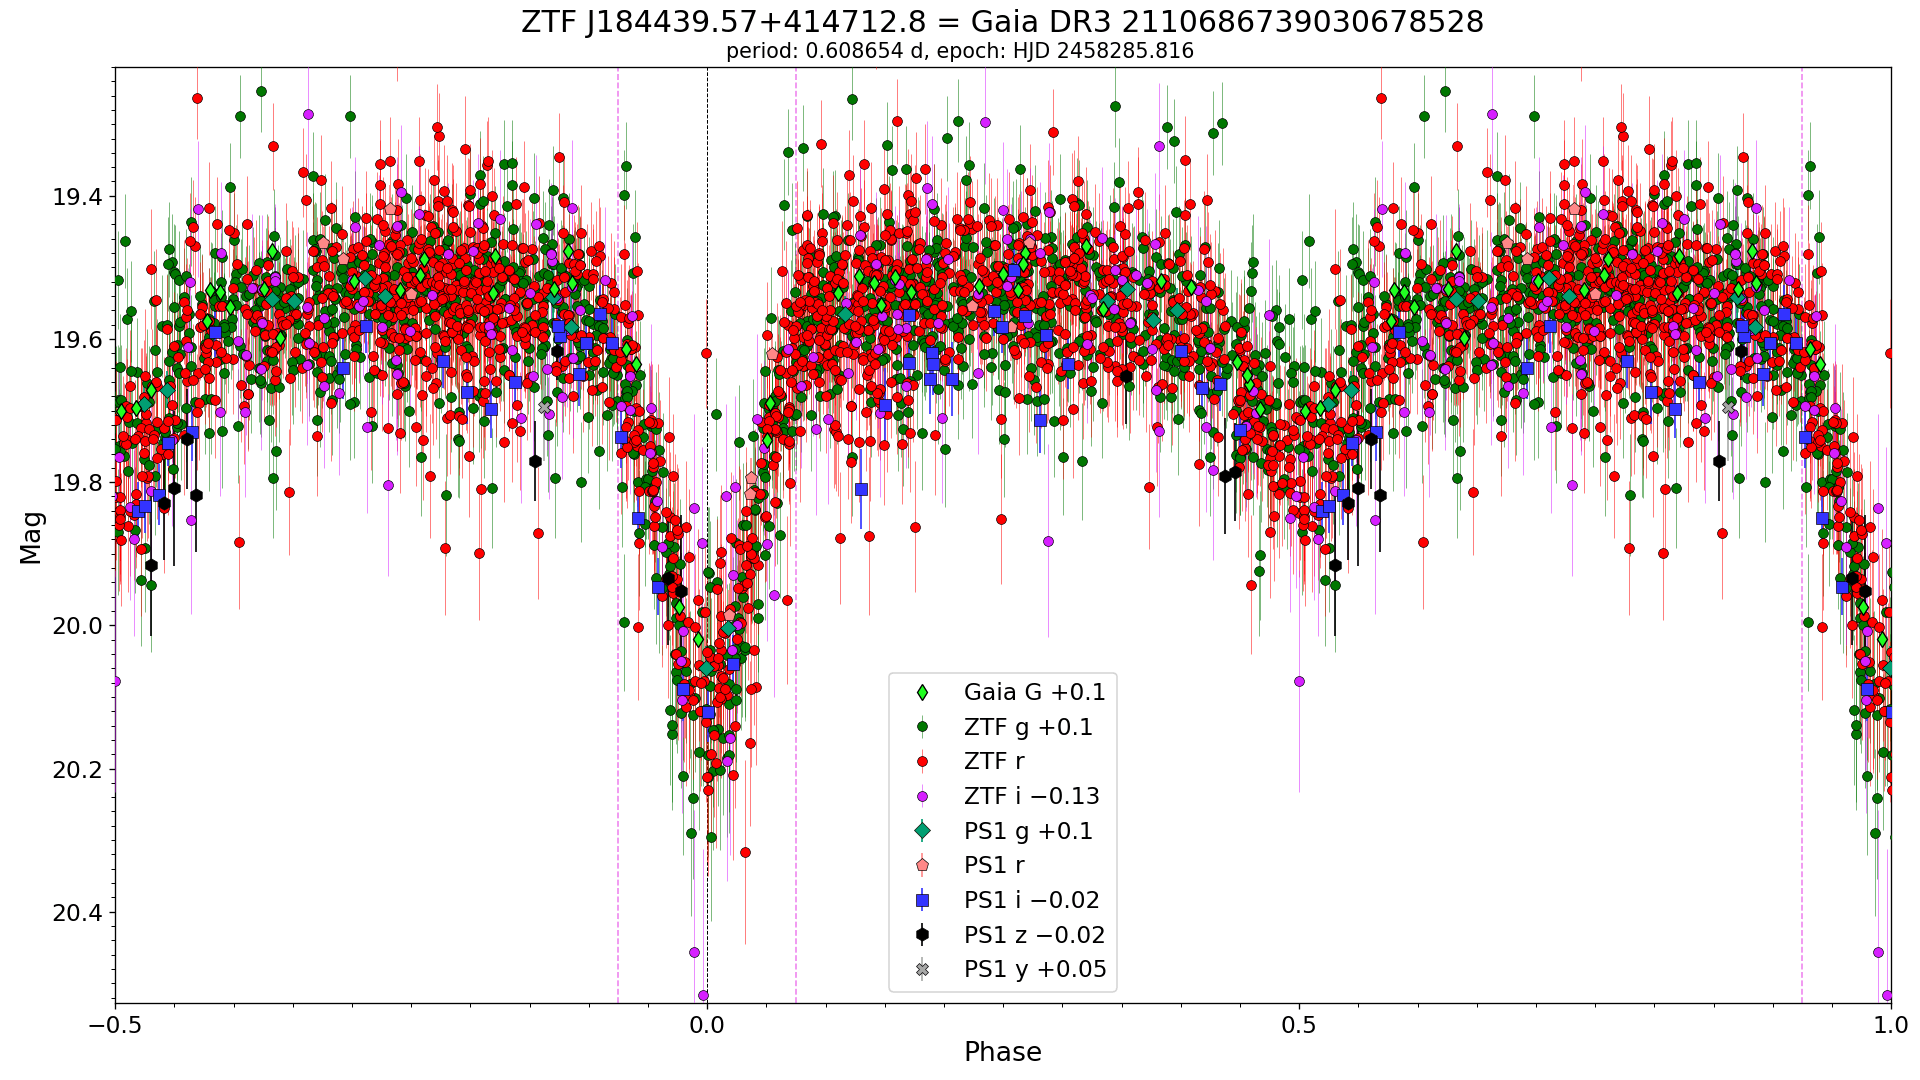 ZTF J184439.57+414712.8 = Gaia DR3 2110686739030678528
period: 0.608654 d, epoch: HJD 2458285.816
Mag
19.4
19.6
19.8
20.0
20.2
20.4
Gaia G +0.1
ZTF g +0.1
ZTF r
ZTF i −0.13
PS1 g +0.1
PS1 r
PS1 i −0.02
PS1 z −0.02
PS1 y +0.05
−0.5
0.0
0.5
1.0
Phase